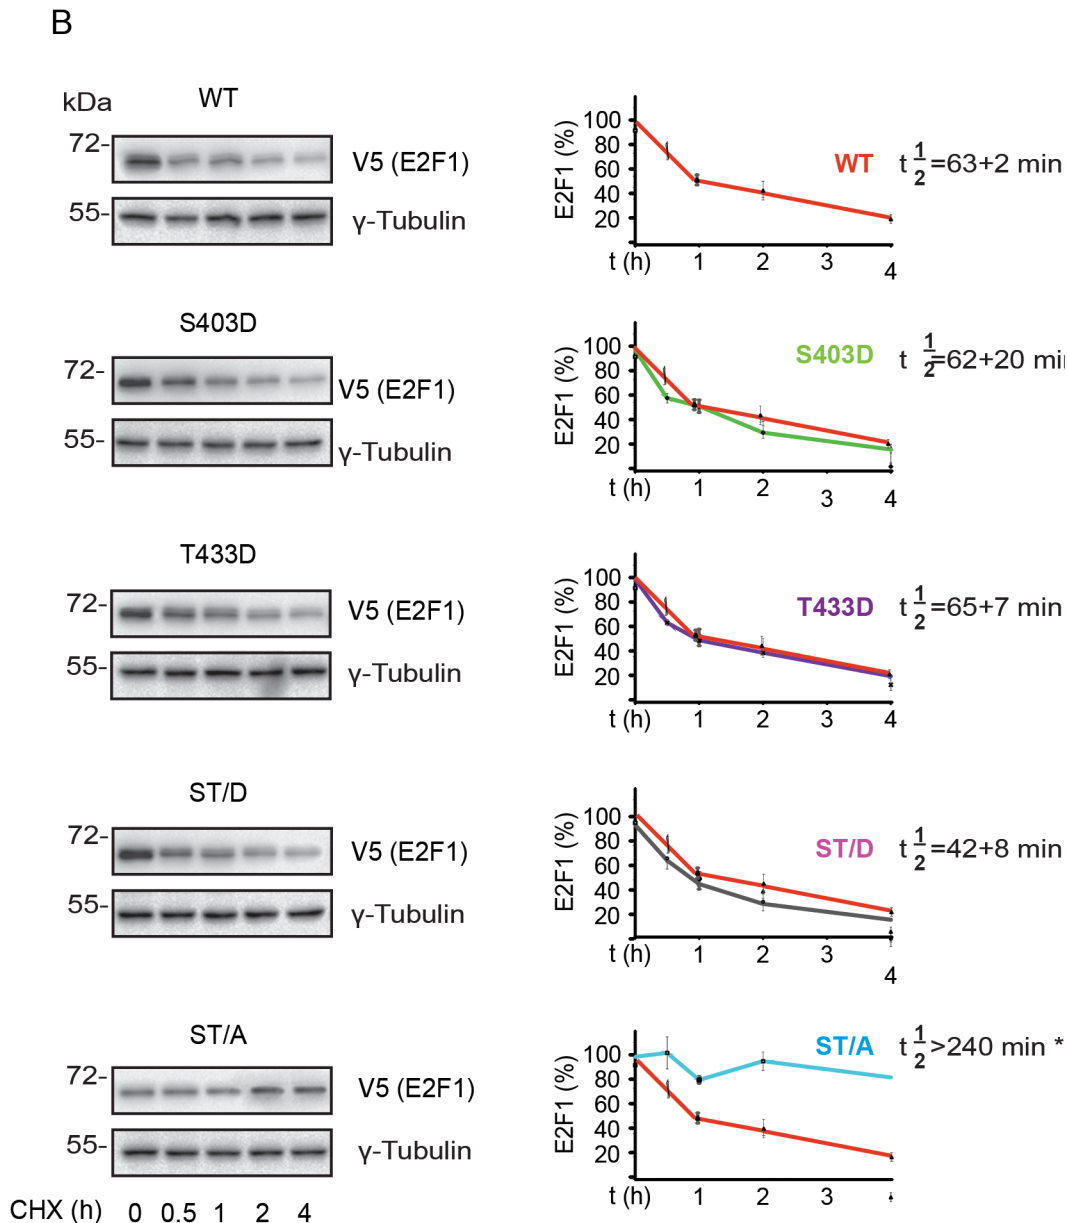 B
kDa
WT
72-
V5 (E2F1)
55-
γ-Tubulin
E2F1 (%)
100
80
60
40
20
t (h)
1
2
3
4
WT
t 1/2=63+2 min
S403D
72-
V5 (E2F1)
55-
γ-Tubulin
E2F1 (%)
100
80
60
40
20
t (h)
1
2
3
4
S403D
t 1/2=62+20 min
T433D
72-
V5 (E2F1)
55-
γ-Tubulin
E2F1 (%)
100
80
60
40
20
t (h)
1
2
3
4
T433D
t 1/2=65+7 min
ST/D
72-
V5 (E2F1)
55-
γ-Tubulin
E2F1 (%)
100
80
60
40
20
t (h)
1
2
3
4
ST/D
t 1/2=42+8 min
ST/A
72-
V5 (E2F1)
55-
γ-Tubulin
CHX (h) 0 0.5 1 2 4
E2F1 (%)
100
80
60
40
20
t (h)
1
2
3
4
ST/A
t 1/2>240 min *